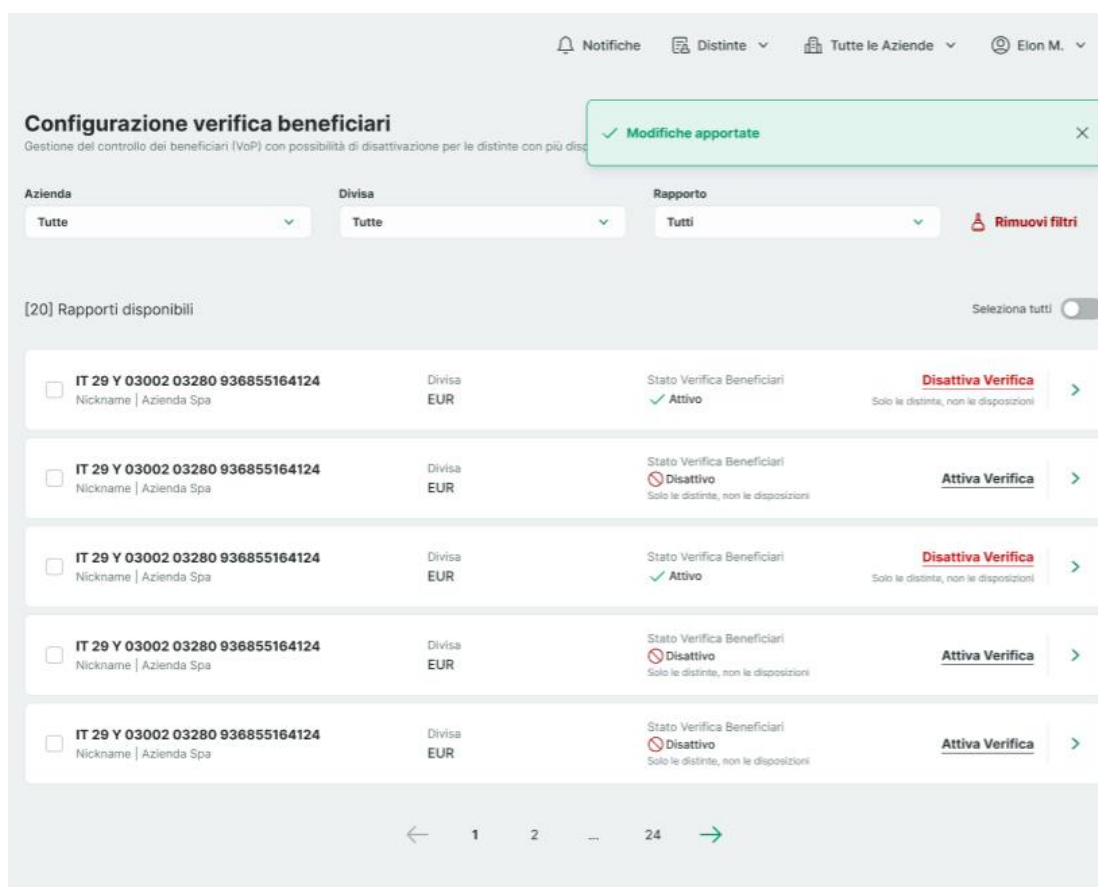 Notifiche Distinte Tutte le Aziende Elon M.
Configurazione verifica beneficiari
Gestione del controllo dei beneficiari (VoP) con possibilità di disattivazione per le distinte con più
Modifiche apportate
Azienda Divisa Rapporto
Tutte Tutte Tutti Rimuovi filtri
[20] Rapporti disponibili Seleziona tutti
IT 29 Y 03002 03280 936855164124 Divisa Stato Verifica Beneficiari Disattiva Verifica
Nickname | Azienda Spa EUR Attivo Solo le distinte, non le disposizioni
IT 29 Y 03002 03280 936855164124 Divisa Stato Verifica Beneficiari Attiva Verifica
Nickname | Azienda Spa EUR Disattivo
Solo le distinte, non le disposizioni
IT 29 Y 03002 03280 936855164124 Divisa Stato Verifica Beneficiari Disattiva Verifica
Nickname | Azienda Spa EUR Attivo Solo le distinte, non le disposizioni
IT 29 Y 03002 03280 936855164124 Divisa Stato Verifica Beneficiari Attiva Verifica
Nickname | Azienda Spa EUR Disattivo
Solo le distinte, non le disposizioni
IT 29 Y 03002 03280 936855164124 Divisa Stato Verifica Beneficiari Attiva Verifica
Nickname | Azienda Spa EUR Disattivo
Solo le distinte, non le disposizioni
1 2 ... 24